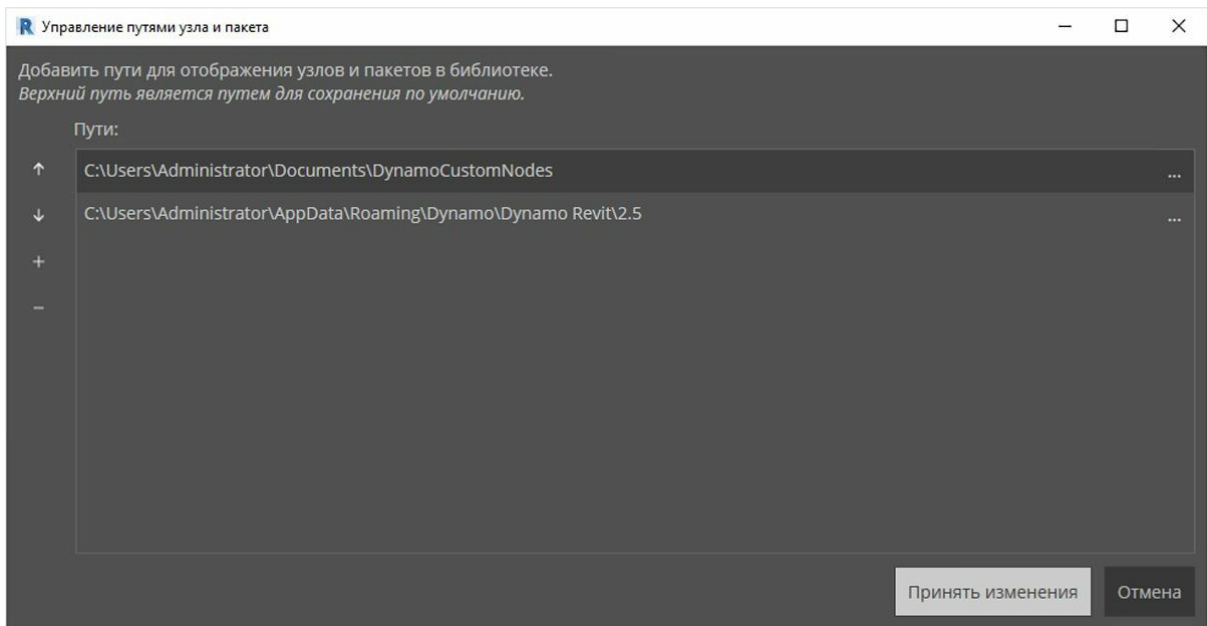 Управление путями узла и пакета
Добавить пути для отображения узлов и пакетов в библиотеке.
Верхний путь является путем для сохранения по умолчанию.
Пути:
C:\Users\Administrator\Documents\DynamoCustomNodes ...
C:\Users\Administrator\AppData\Roaming\Dynamo\Dynamo Revit\2.5 ...
Принять изменения Отмена